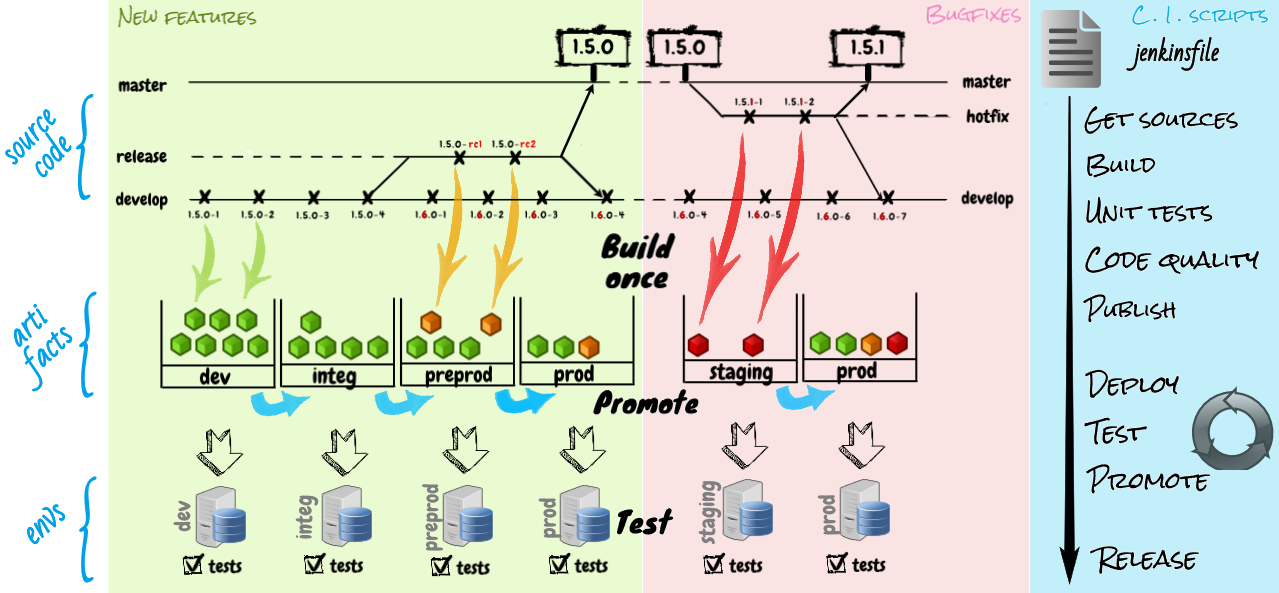 New features
Bugfixes
C. I. scripts
jenkinsfile
1.5.0
1.5.0
1.5.1
master
master
1.5.1-1
1.5.1-2
hotfix
source code
1.5.0-rc1
1.5.0-rc2
release
develop
develop
1.5.0-1
1.5.0-2
1.5.0-3
1.5.0-4
1.6.0-1
1.6.0-2
1.6.0-3
1.6.0-4
1.6.0-4
1.6.0-5
1.6.0-6
1.6.0-7
Build
once
arti
facts
dev
integ
preprod
prod
staging
prod
Promote
envs
dev
integ
preprod
prod
Test
staging
prod
tests
tests
tests
tests
tests
tests
Get sources
Build
Unit tests
Code quality
Publish
Deploy
Test
Promote
Release